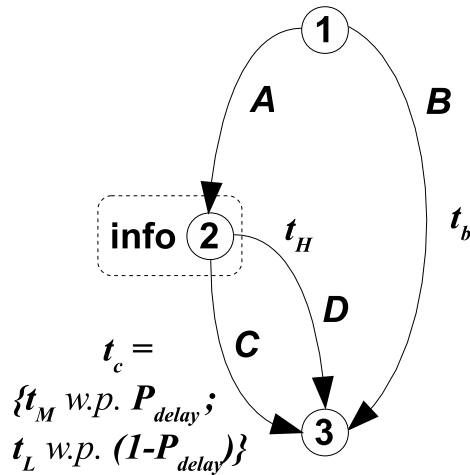 1
A
B
info 2
t_H
t_b
D
C
t_c =
{t_M w.p. P_delay ;
t_L w.p. (1-P_delay)}
3